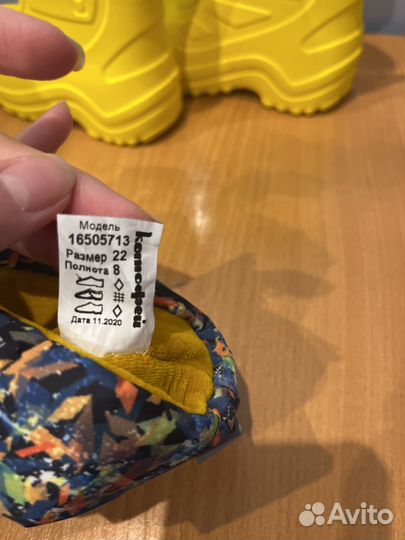 Модель
16505713
Размер 22
Полнота 8
Дата 11.2020
котофей
Avito